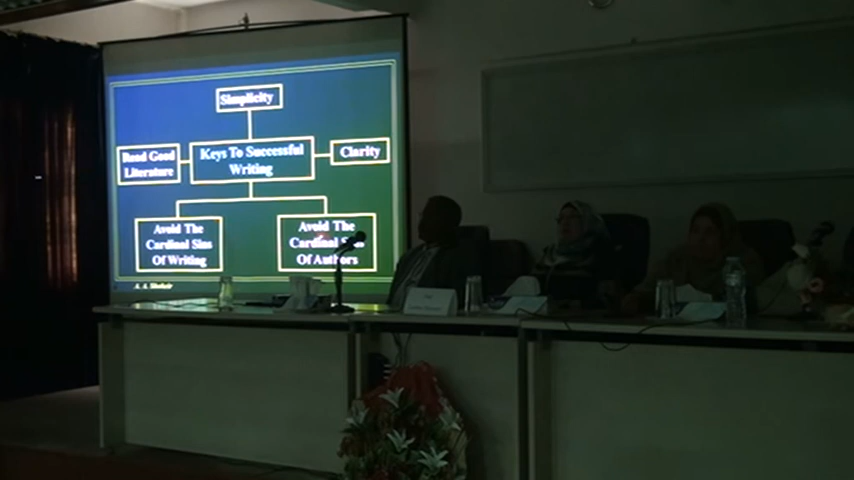 Simplicity
Read Good
Literature
Keys To Successful
Writing
Clarity
Avoid The
Cardinal Sins
Of Writing
Avoid The
Cardinal
Of Authors